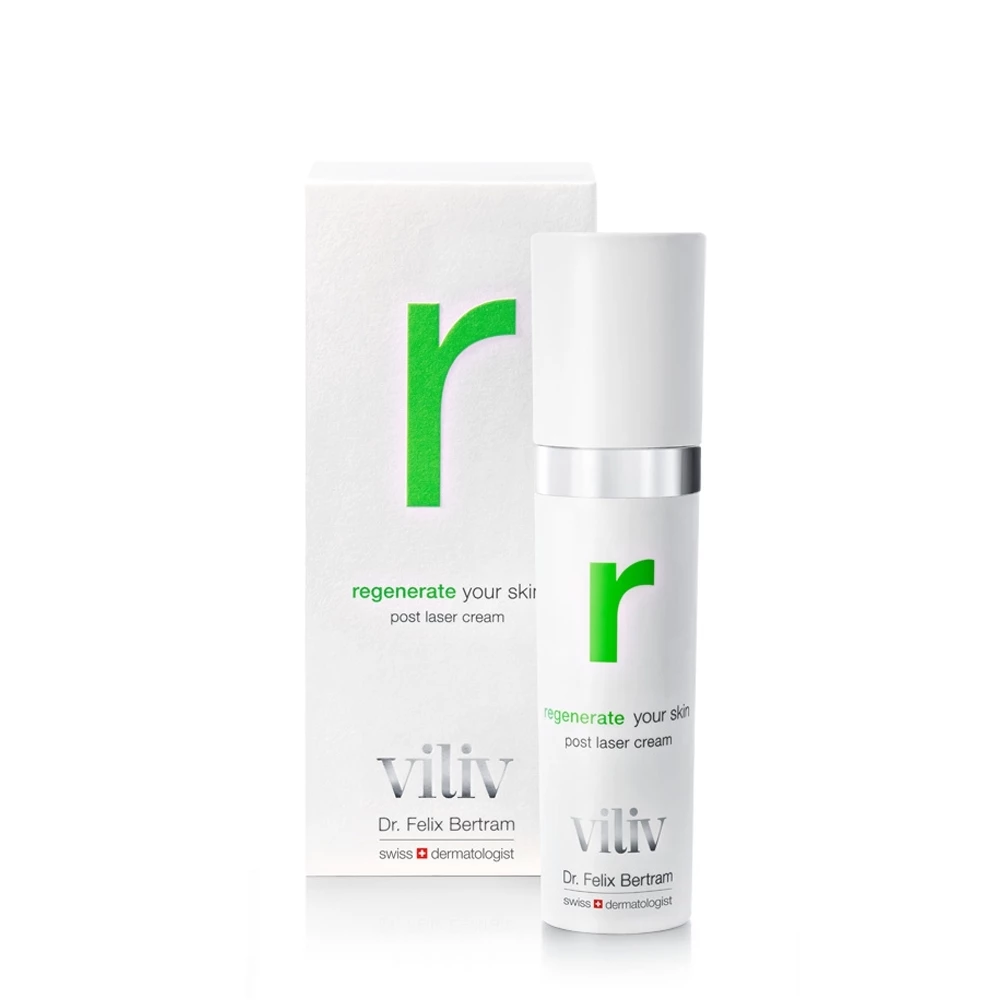 r
regenerate your skin
post laser cream
viliv
Dr. Felix Bertram
swiss dermatologist
r
regenerate your skin
post laser cream
viliv
Dr. Felix Bertram
swiss dermatologist